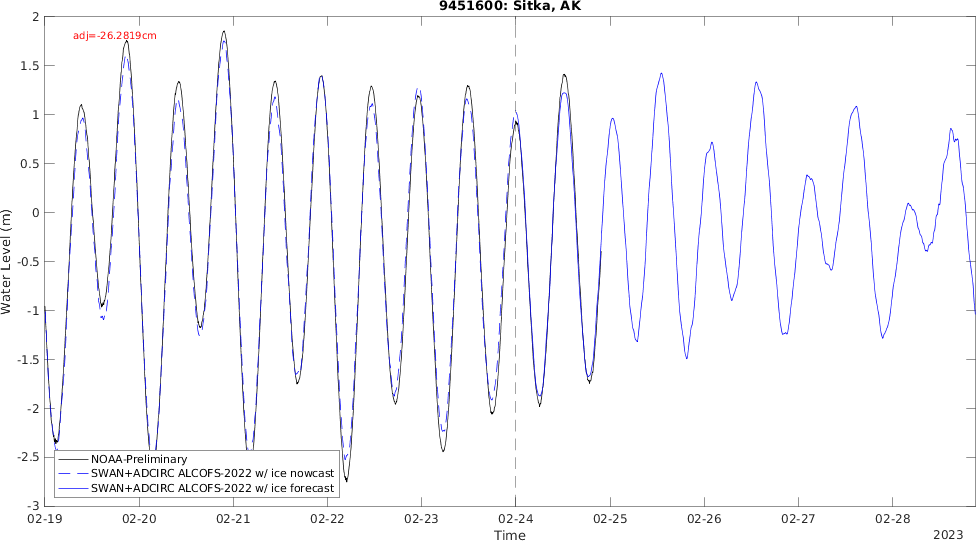 9451600: Sitka, AK
adj=-26.2819cm
2
1.5
1
0.5
0
-0.5
-1
-1.5
-2
-2.5
-3
Water Level (m)
NOAA-Preliminary
SWAN+ADCIRC ALCOFS-2022 w/ ice nowcast
SWAN+ADCIRC ALCOFS-2022 w/ ice forecast
02-19 02-20 02-21 02-22 02-23 02-24 02-25 02-26 02-27 02-28
Time
2023